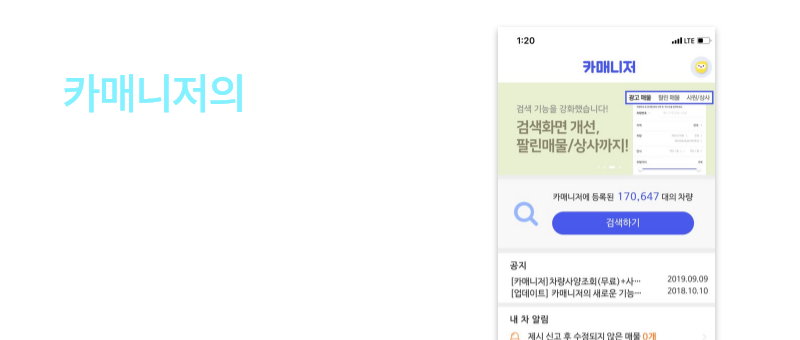 카매니저의
1:20
LTE
카매니저
광고 매물 팔린 매물 사원/상사
검색 기능을 강화했습니다!
검색화면 개선,
팔린매물/상사까지!
카매니저에 등록된 170,647 대의 차량
검색하기
공지
[카매니저]차량사양조회(무료)+사… 2019.09.09
[업데이트] 카매니저의 새로운 기능… 2018.10.10
내 차 알림
제시 신고 후 수정되지 않은 매물 0개